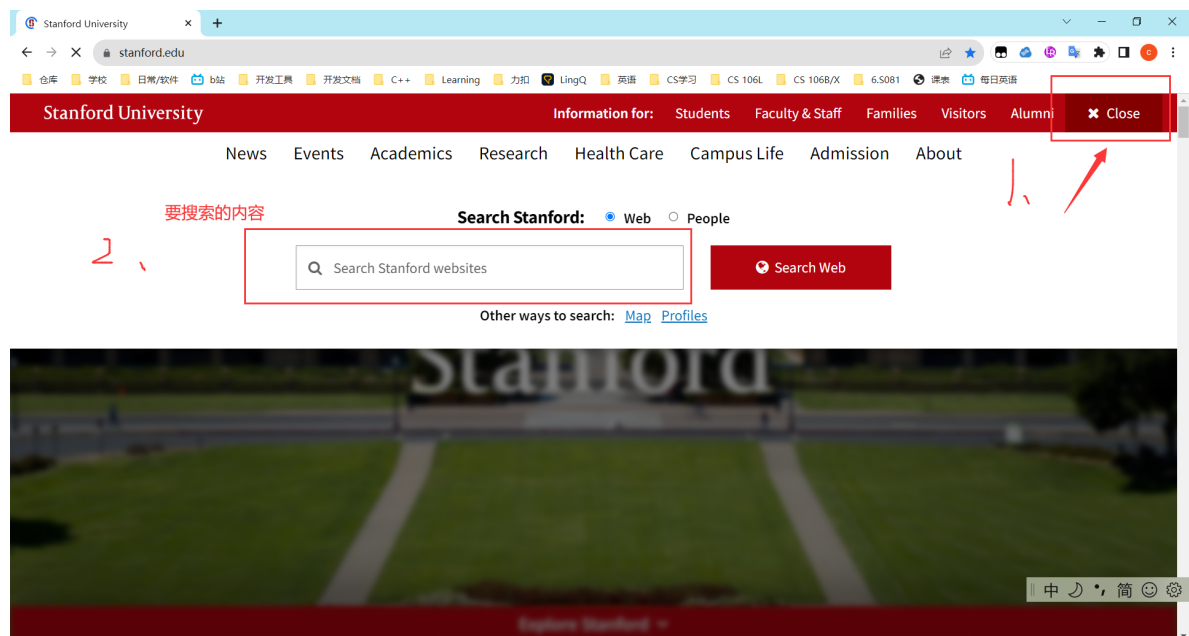 Stanford University
stanford.edu
仓库 学校 日常/软件 b站 开发工具 开发文档 C++ Learning 力扣 LingQ 英语 CS学习 CS 106L CS 106B/X 6.S081 课表 每日英语
Stanford University Information for: Students Faculty & Staff Families Visitors Alumni Close
News Events Academics Research Health Care Campus Life Admission About
1、
要搜索的内容
Search Stanford: Web People
2、
Search Stanford websites Search Web
Other ways to search: Map Profiles
Stanford
中 简
Explore Stanford